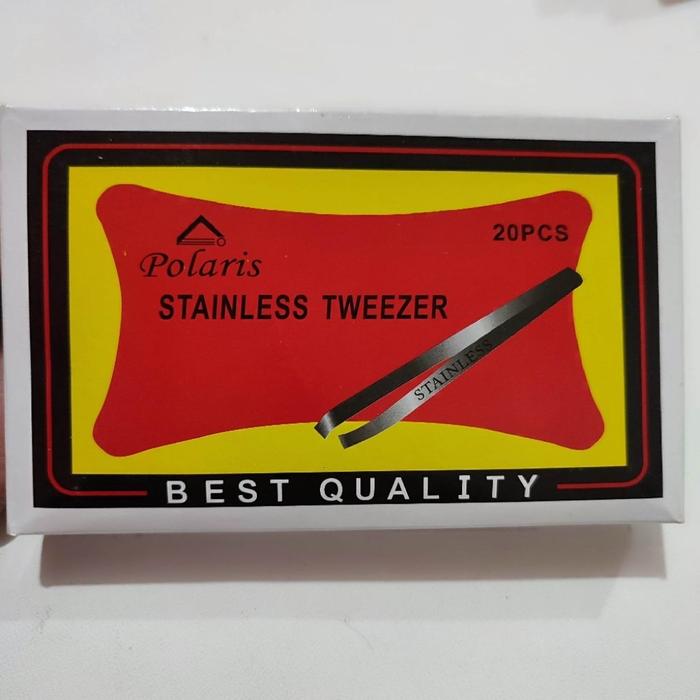 20PCS
Polaris
STAINLESS TWEEZER
STAINLESS
BEST QUALITY